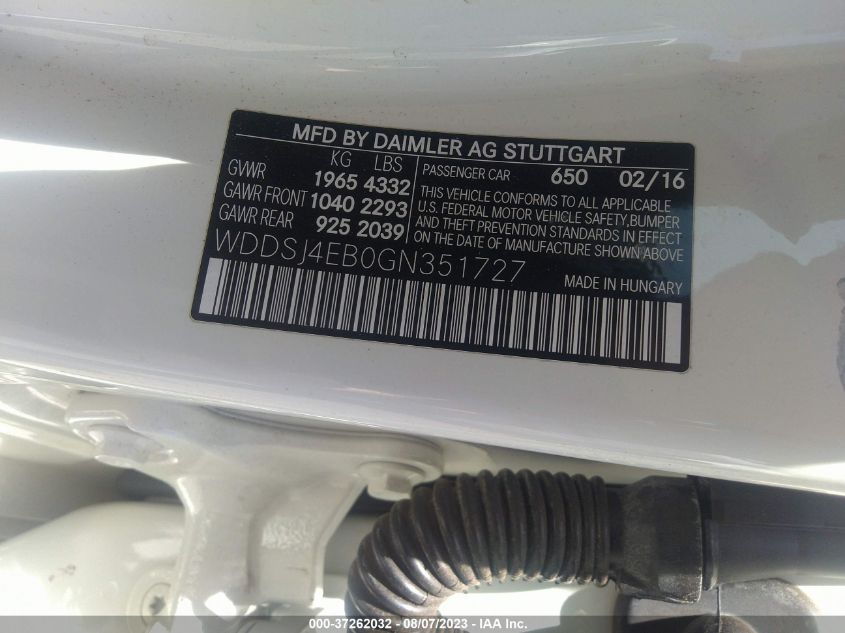 MFD BY DAIMLER AG STUTTGART
KG LBS
GVWR 1965 4332
GAWR FRONT 1040 2293
GAWR REAR 925 2039
PASSENGER CAR 650 02/16
THIS VEHICLE CONFORMS TO ALL APPLICABLE
U.S. FEDERAL MOTOR VEHICLE SAFETY,BUMPER
AND THEFT PREVENTION STANDARDS IN EFFECT
ON THE DATE OF MANUFACTURE SHOWN ABOVE
WDDSJ4EB0GN351727
MADE IN HUNGARY
000-37262032 - 08/07/2023 - IAA Inc.